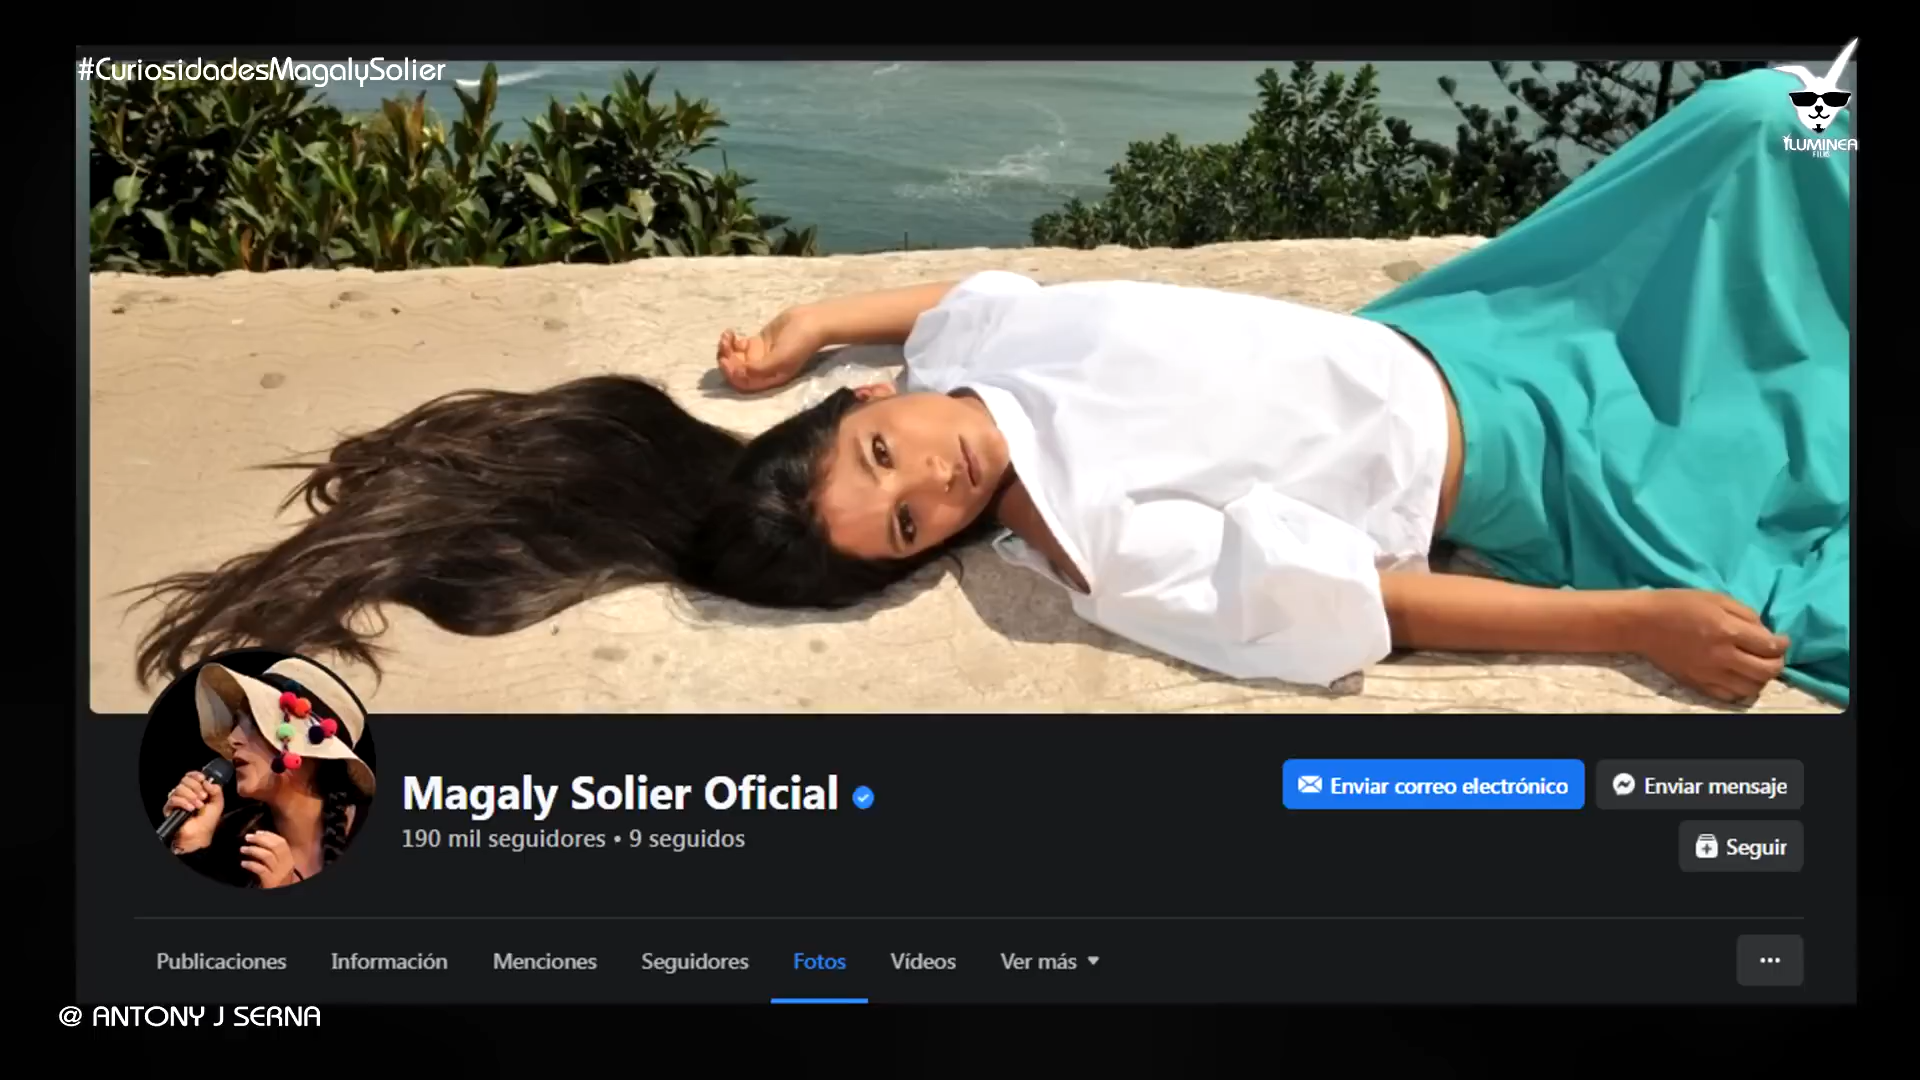 #CuriosidadesMagalySolier
ILUMINEA
FILMS
Magaly Solier Oficial
190 mil seguidores • 9 seguidos
Enviar correo electrónico
Enviar mensaje
Seguir
Publicaciones Información Menciones Seguidores Fotos Vídeos Ver más
@ ANTONY J SERNA